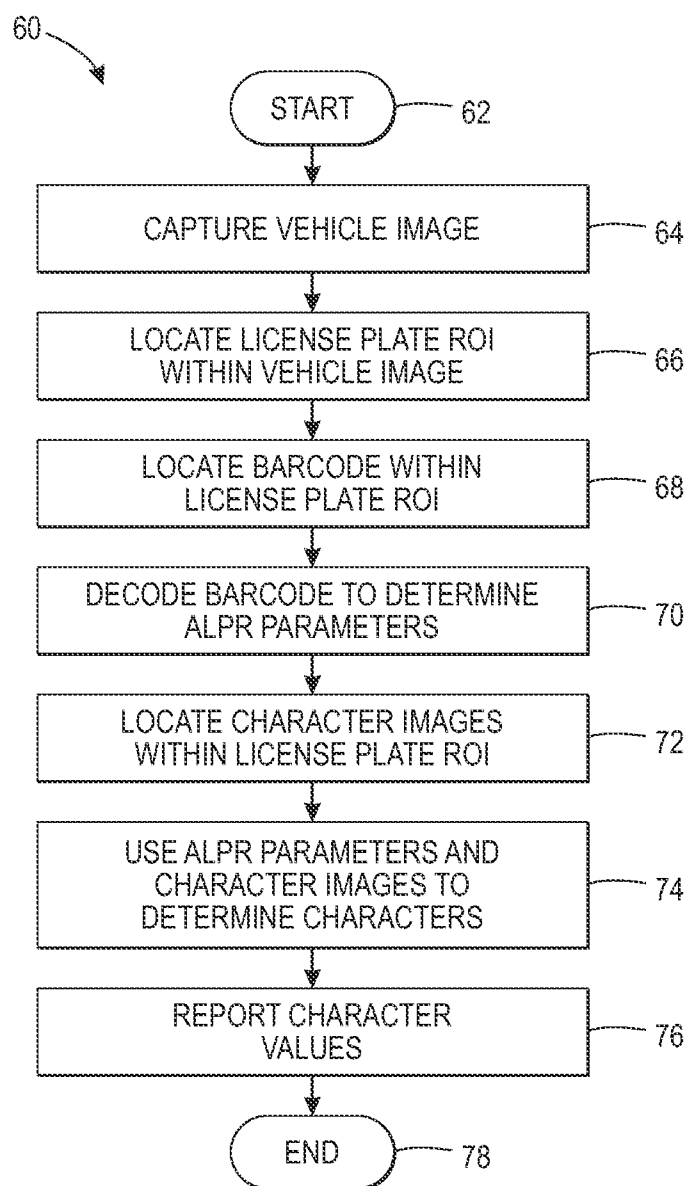 60
START
62
CAPTURE VEHICLE IMAGE
64
LOCATE LICENSE PLATE ROI
WITHIN VEHICLE IMAGE
66
LOCATE BARCODE WITHIN
LICENSE PLATE ROI
68
DECODE BARCODE TO DETERMINE
ALPR PARAMETERS
70
LOCATE CHARACTER IMAGES
WITHIN LICENSE PLATE ROI
72
USE ALPR PARAMETERS AND
CHARACTER IMAGES TO
DETERMINE CHARACTERS
74
REPORT CHARACTER
VALUES
76
END
78